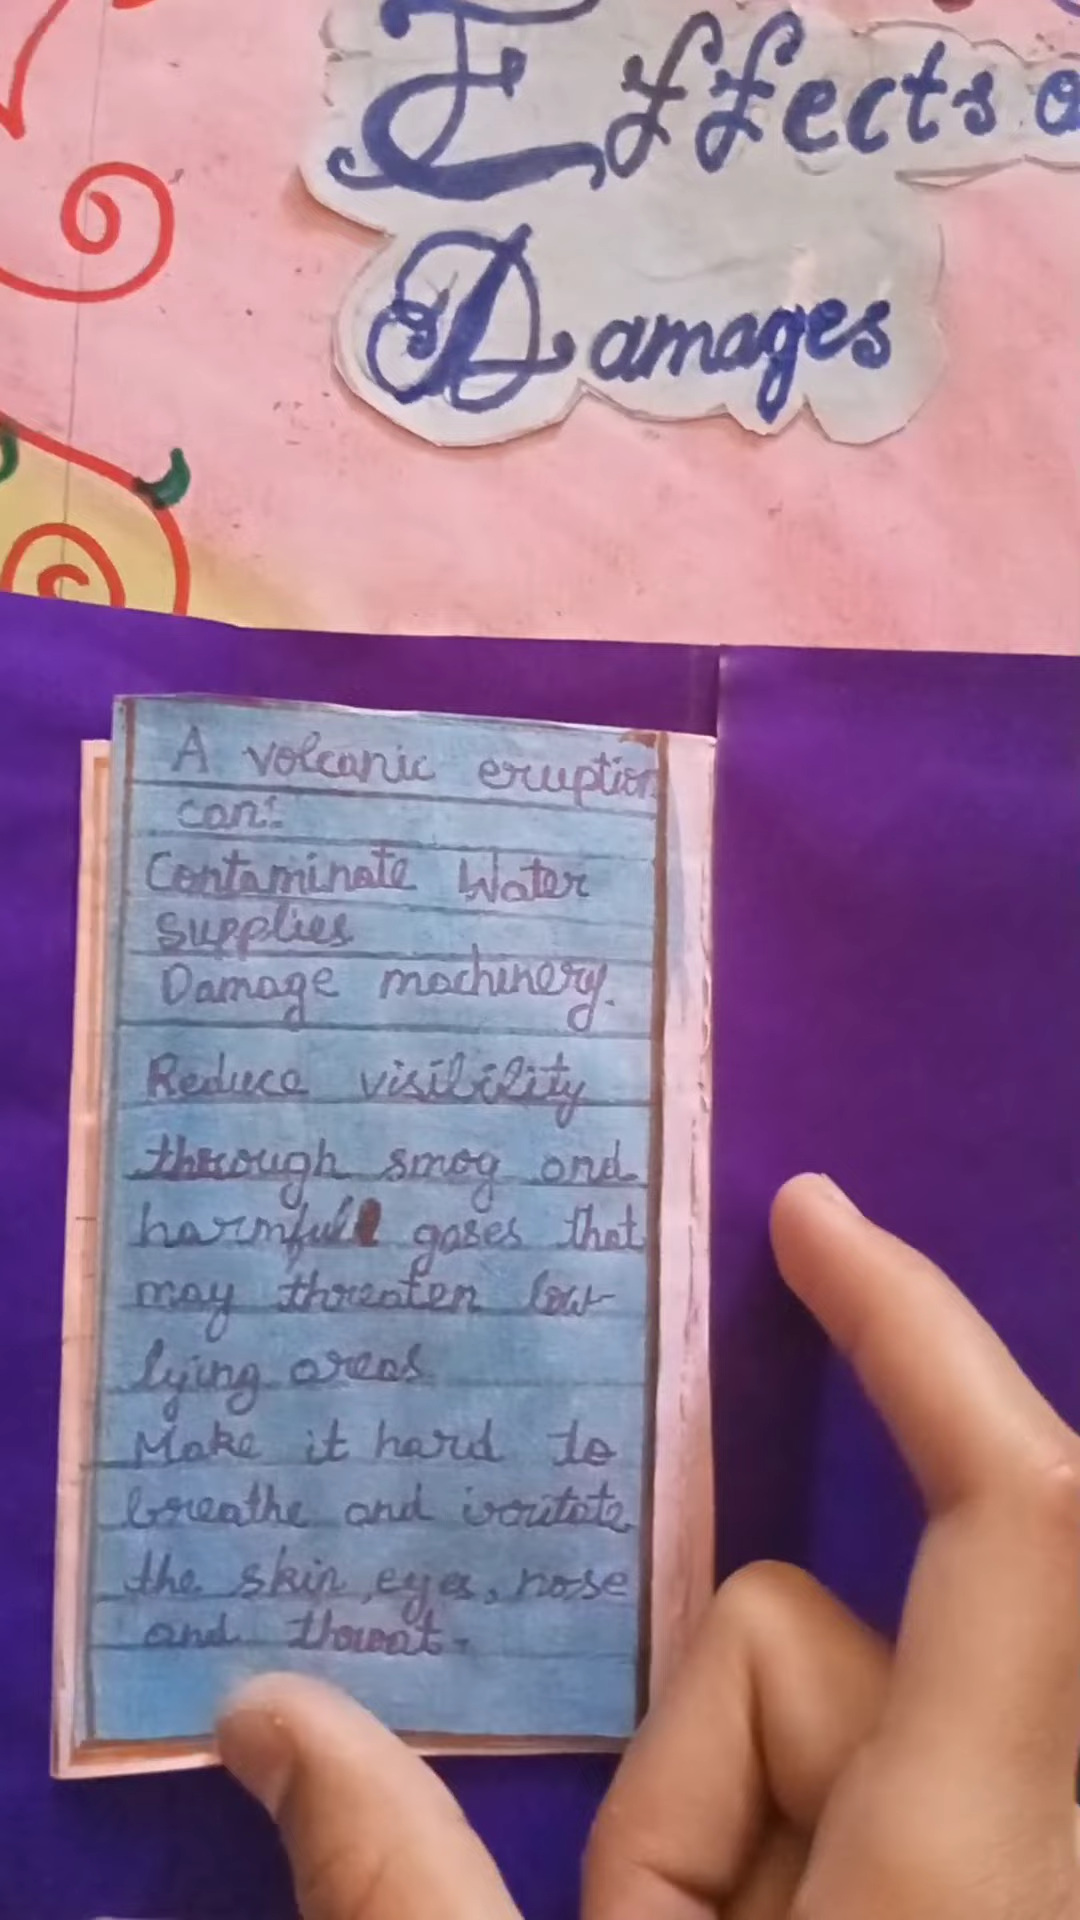 Effects
Damages
A volcanic eruption
can:
Contaminate Water
Supplies
Damage machinery.
Reduce visibility
through smog and
harmful gases that
may threaten low
lying areas
Make it hard to
breathe and irritate
the skin, eyes, nose
and throat.